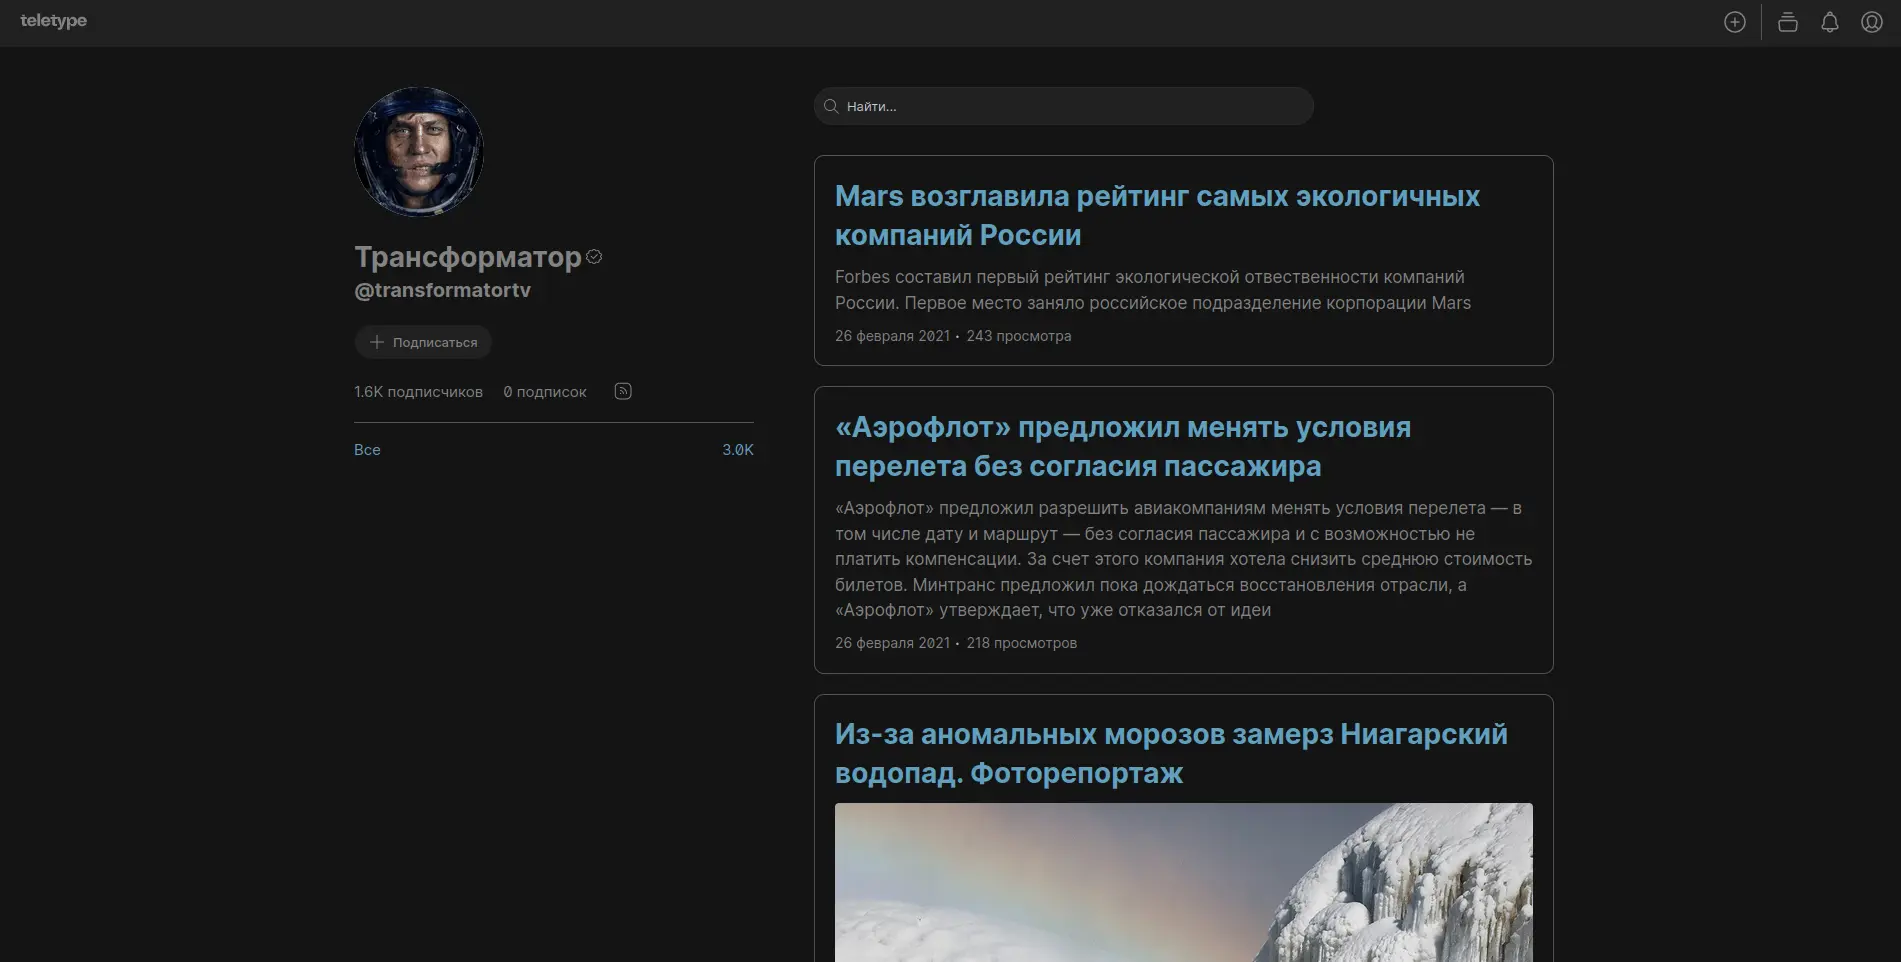 teletype
Трансформатор
@transformatortv
Подписаться
1.6K подписчиков 0 подписок
Все 3.0K
Найти...
Mars возглавила рейтинг самых экологичных
компаний России
Forbes составил первый рейтинг экологической отвественности компаний
России. Первое место заняло российское подразделение корпорации Mars
26 февраля 2021 • 243 просмотра
«Аэрофлот» предложил менять условия
перелета без согласия пассажира
«Аэрофлот» предложил разрешить авиакомпаниям менять условия перелета — в
том числе дату и маршрут — без согласия пассажира и с возможностью не
платить компенсации. За счет этого компания хотела снизить среднюю стоимость
билетов. Минтранс предложил пока дождаться восстановления отрасли, а
«Аэрофлот» утверждает, что уже отказался от идеи
26 февраля 2021 • 218 просмотров
Из-за аномальных морозов замерз Ниагарский
водопад. Фоторепортаж